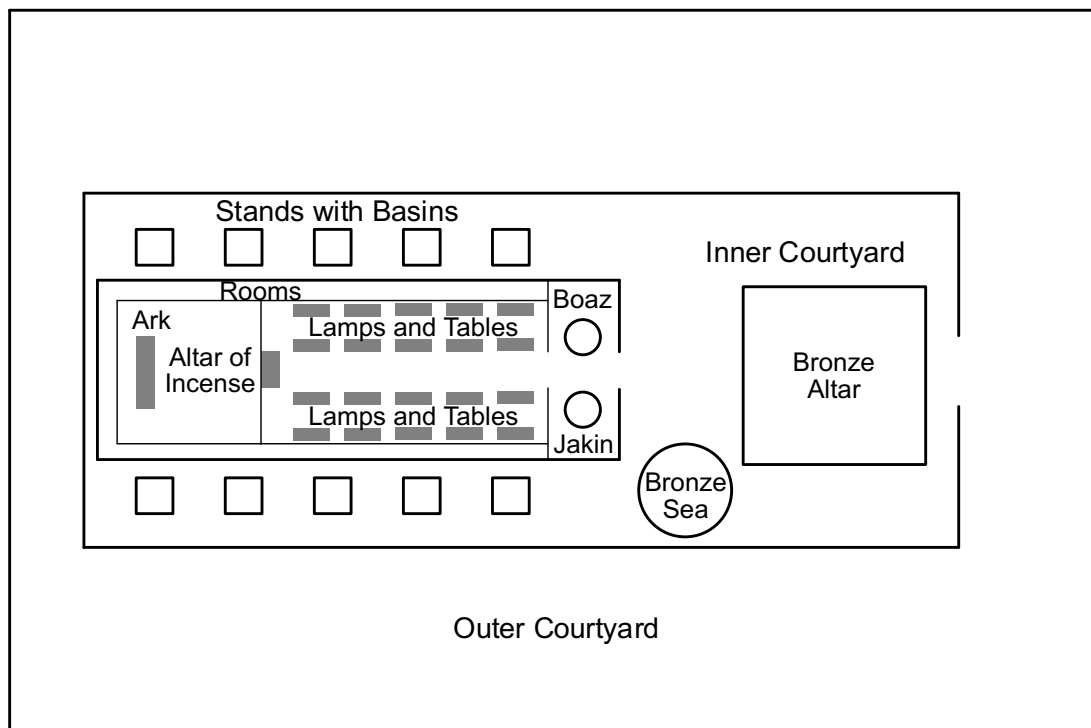 Stands with Basins
Inner Courtyard
Rooms
Boaz
Ark
Lamps and Tables
Altar of
Incense
Bronze
Altar
Lamps and Tables
Jakin
Bronze
Sea
Outer Courtyard